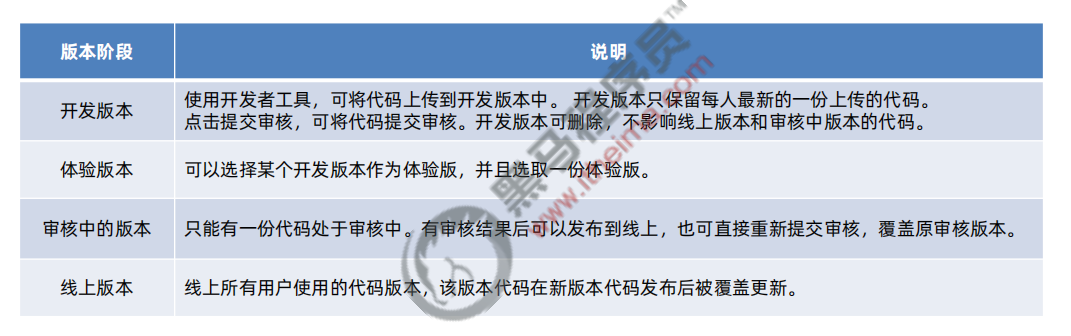 版本阶段 说明
开发版本 使用开发者工具，可将代码上传到开发版本中。 开发版本只保留每人最新的一份上传的代码。
点击提交审核，可将代码提交审核。开发版本可删除，不影响线上版本和审核中版本的代码。
体验版本 可以选择某个开发版本作为体验版，并且选取一份体验版。
审核中的版本 只能有一份代码处于审核中。有审核结果后可以发布到线上，也可直接重新提交审核，覆盖原审核版本。
线上版本 线上所有用户使用的代码版本，该版本代码在新版本代码发布后被覆盖更新。
黑马程序员™
www.itheima.com